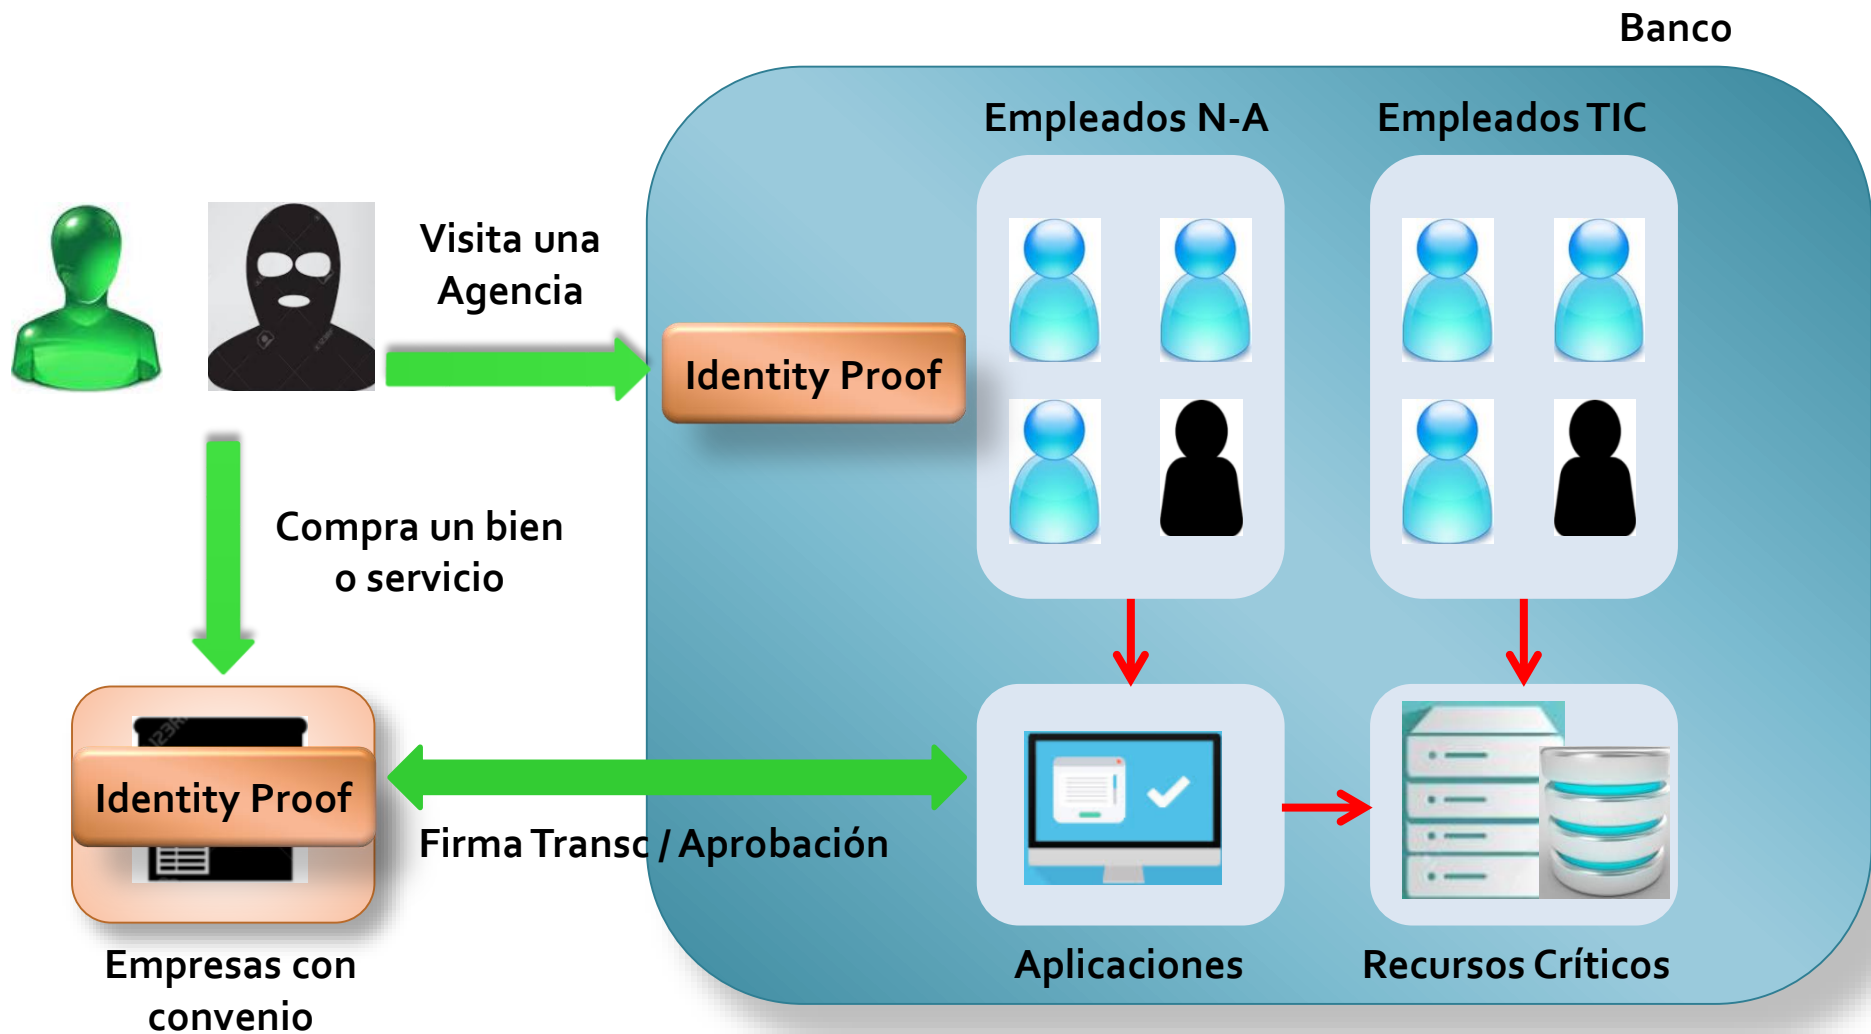 Banco
Empleados N-A
Empleados TIC
Visita una
Agencia
Identity Proof
Compra un bien
o servicio
Identity Proof
Firma Transc / Aprobación
Empresas con
convenio
Aplicaciones
Recursos Críticos